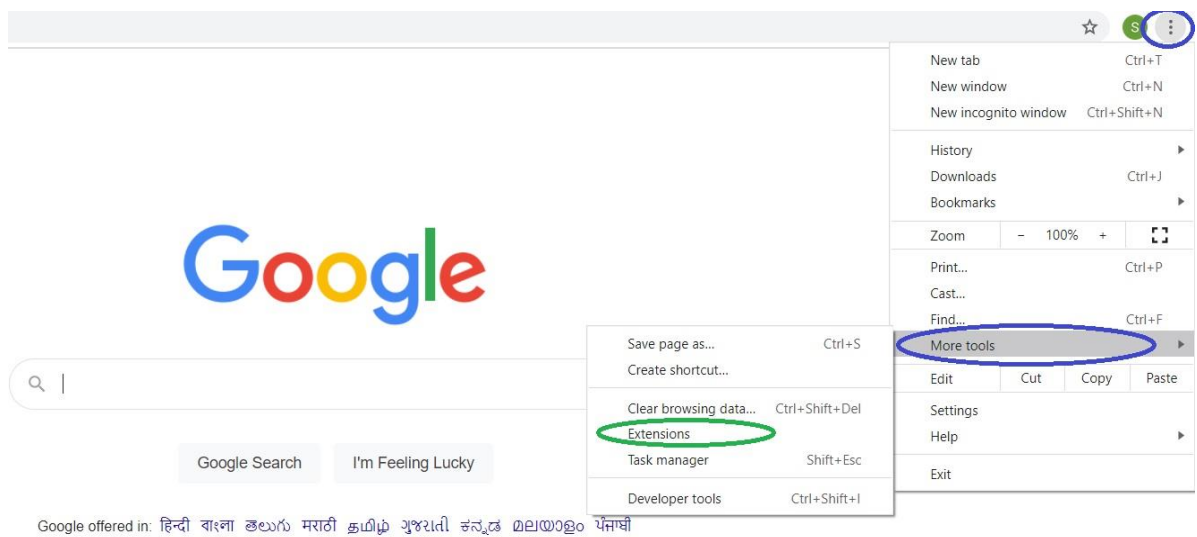 S
New tab Ctrl+T
New window Ctrl+N
New incognito window Ctrl+Shift+N
History
Downloads Ctrl+J
Bookmarks
Zoom - 100% +
Print... Ctrl+P
Cast...
Find... Ctrl+F
More tools
Edit Cut Copy Paste
Settings
Help
Exit
Save page as... Ctrl+S
Create shortcut...
Clear browsing data... Ctrl+Shift+Del
Extensions
Task manager Shift+Esc
Developer tools Ctrl+Shift+I
Google
Google Search I'm Feeling Lucky
Google offered in: हिन्दी বাংলা తెలుగు मराठी தமிழ் ગુજરાતી ಕನ್ನಡ മലയാളം ਪੰਜਾਬੀ